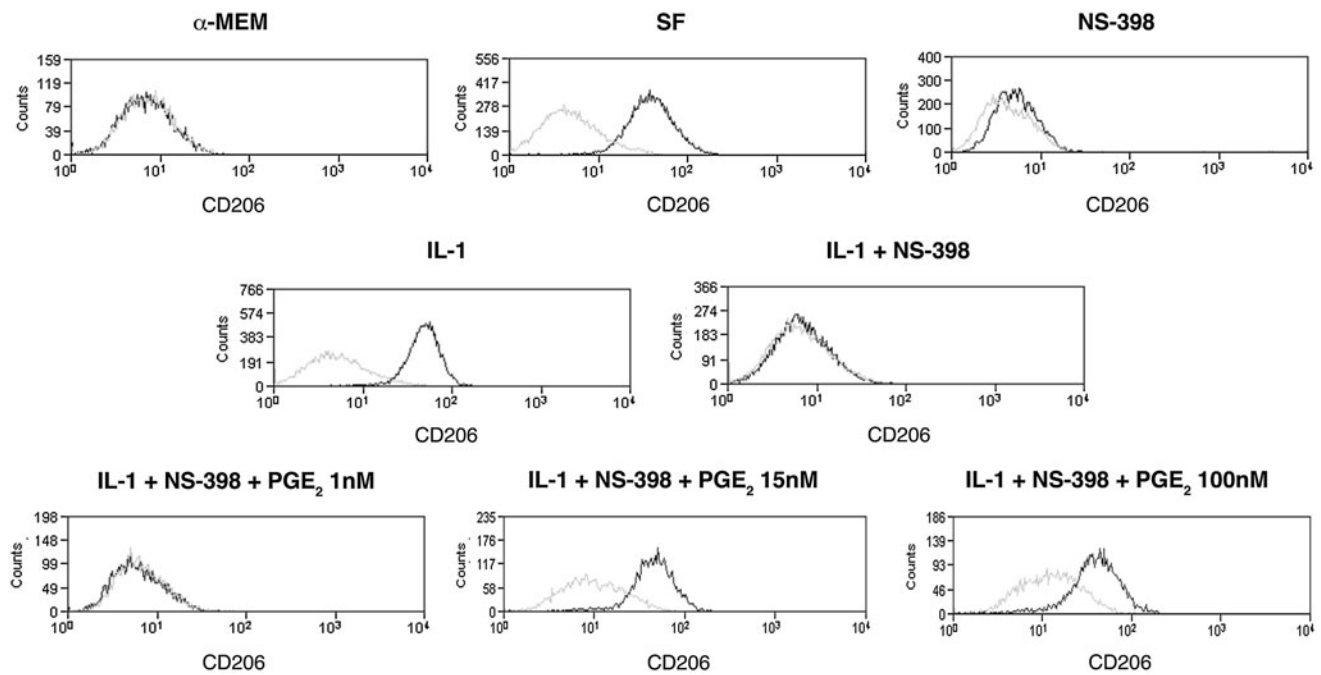 α-MEM
SF
NS-398
159
119
79
39
0
Counts
10⁰ 10¹ 10² 10³ 10⁴
CD206
556
417
278
139
0
Counts
10⁰ 10¹ 10² 10³ 10⁴
CD206
400
300
200
100
0
Counts
10⁰ 10¹ 10² 10³ 10⁴
CD206
IL-1
IL-1 + NS-398
766
574
383
191
0
Counts
10⁰ 10¹ 10² 10³ 10⁴
CD206
366
274
183
91
0
Counts
10⁰ 10¹ 10² 10³ 10⁴
CD206
IL-1 + NS-398 + PGE₂ 1nM
IL-1 + NS-398 + PGE₂ 15nM
IL-1 + NS-398 + PGE₂ 100nM
198
148
99
49
0
Counts
10⁰ 10¹ 10² 10³ 10⁴
CD206
235
176
117
58
0
Counts
10⁰ 10¹ 10² 10³ 10⁴
CD206
186
139
93
46
0
Counts
10⁰ 10¹ 10² 10³ 10⁴
CD206